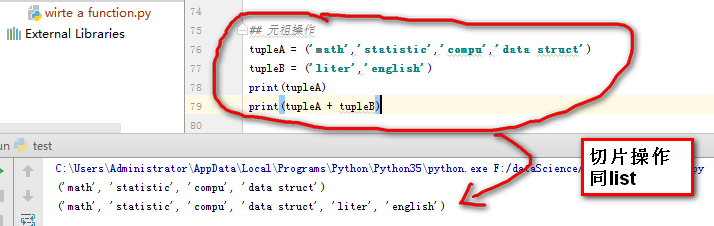 wirte a function.py
External Libraries
74
75
76
77
78
79
80
## 元祖操作
tupleA = ('math','statistic','compu','data struct')
tupleB = ('liter','english')
print(tupleA)
print(tupleA + tupleB)
un
test
C:\Users\Administrator\AppData\Local\Programs\Python\Python35\python.exe F:/dataScience/
py
('math', 'statistic', 'compu', 'data struct')
('math', 'statistic', 'compu', 'data struct', 'liter', 'english')
切片操作
同list